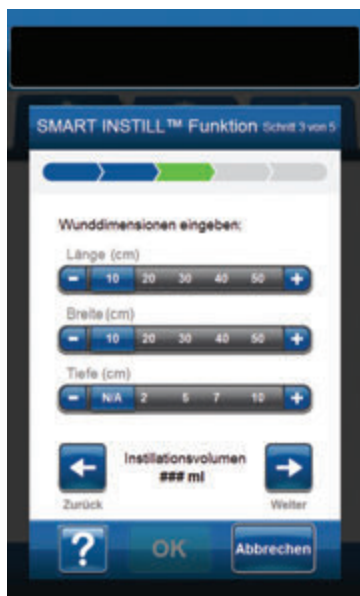 SMART INSTILL™ Funktion Schritt 3 von 5
Wunddimensionen eingeben:
Länge (cm)
- 10 20 30 40 50 +
Breite (cm)
- 10 20 30 40 50 +
Tiefe (cm)
- N/A 2 5 7 10 +
Instillationsvolumen
### ml
Zurück Weiter
? OK Abbrechen